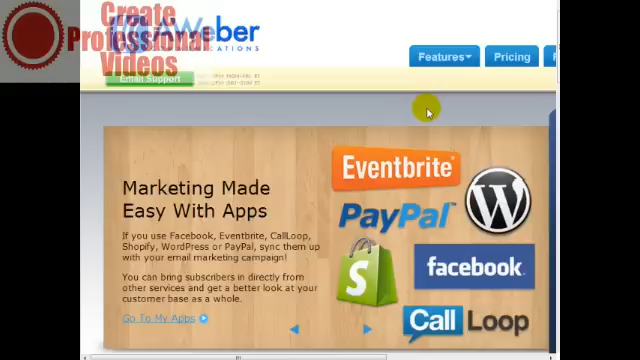 Create
Professional
Videos
AWeber
COMMUNICATIONS
Email Support
Features
Pricing
Marketing Made
Easy With Apps
If you use Facebook, Eventbrite, CallLoop,
Shopify, WordPress or PayPal, sync them up
with your email marketing campaign!
You can bring subscribers in directly from
other services and get a better look at your
customer base as a whole.
Go To My Apps
Eventbrite
PayPal
W
S
facebook
Call Loop